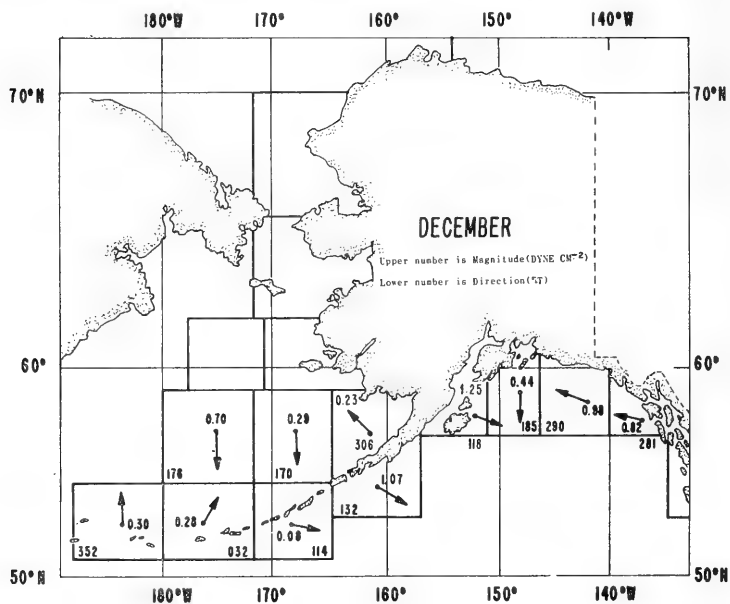 180°W 170°W 160°W 150°W 140°W
70°N 70°N
DECEMBER
Upper number is Magnitude(DYNE CM⁻²)
Lower number is Direction(°T)
60°N 60°N
0.23 1.25 0.44
0.70 0.29 0.98
306 118 185 290 0.82 281
176 170
1.07
0.30 0.28 0.08 132
352 032 114
50°N 50°N
180°W 170°W 160°W 150°W 140°W